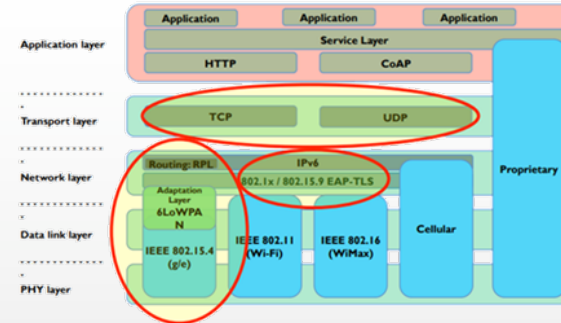 Application
Application
Application
Application layer
Service Layer
HTTP
CoAP
Transport layer
TCP
UDP
Network layer
Routing: RPL
IPv6
802.1x / 802.15.9 EAP-TLS
Proprietary
Adaptation
Layer
6LoWPA
N
Cellular
Data link layer
IEEE 802.15.4
(g/e)
IEEE 802.11
(Wi-Fi)
IEEE 802.16
(WiMax)
PHY layer